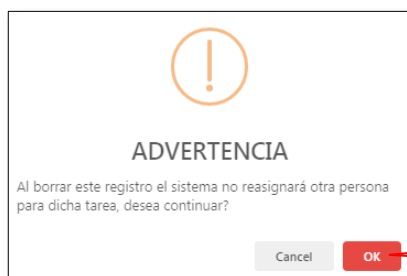 ADVERTENCIA
Al borrar este registro el sistema no reasignará otra persona
para dicha tarea, desea continuar?
Cancel
OK